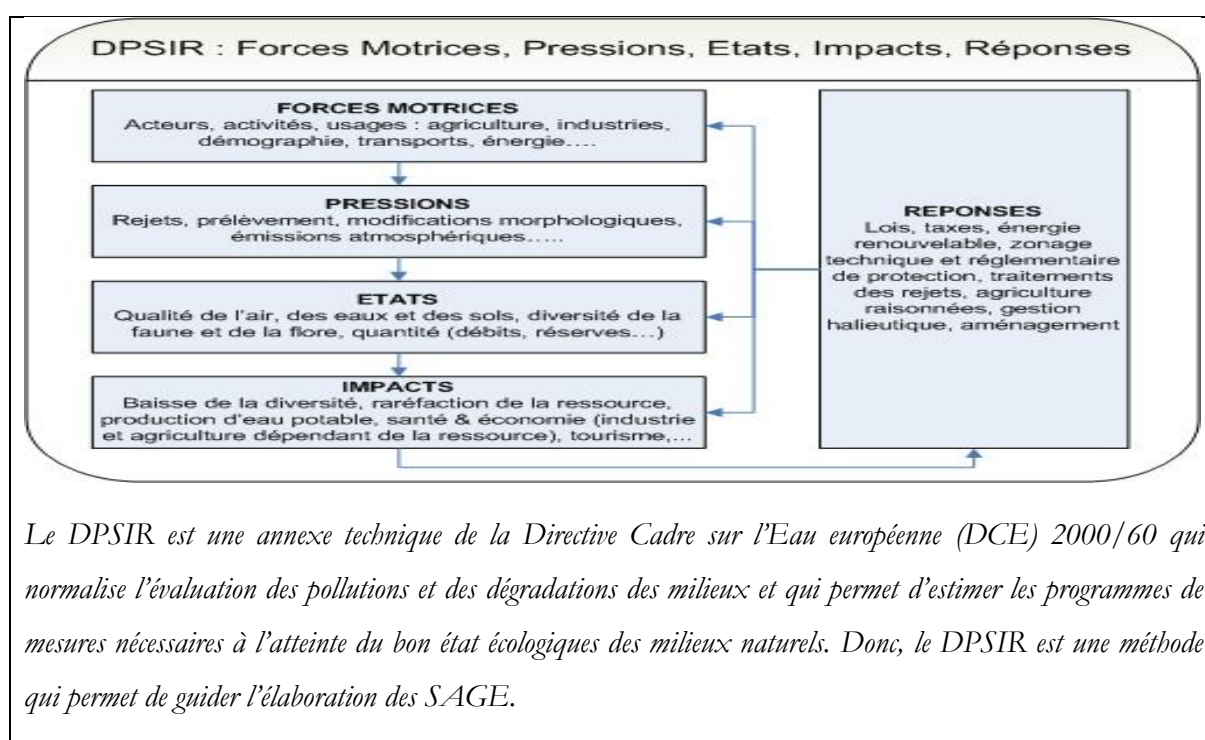 DPSIR : Forces Motrices, Pressions, Etats, Impacts, Réponses
FORCES MOTRICES
Acteurs, activités, usages : agriculture, industries,
démographie, transports, énergie….
PRESSIONS
Rejets, prélèvement, modifications morphologiques,
émissions atmosphériques…..
ETATS
Qualité de l'air, des eaux et des sols, diversité de la
faune et de la flore, quantité (débits, réserves…)
IMPACTS
Baisse de la diversité, raréfaction de la ressource,
production d'eau potable, santé & économie (industrie
et agriculture dépendant de la ressource), tourisme,…
REPONSES
Lois, taxes, énergie
renouvelable, zonage
technique et réglementaire
de protection, traitements
des rejets, agriculture
raisonnées, gestion
halieutique, aménagement
Le DPSIR est une annexe technique de la Directive Cadre sur l'Eau européenne (DCE) 2000/60 qui
normalise l'évaluation des pollutions et des dégradations des milieux et qui permet d'estimer les programmes de
mesures nécessaires à l'atteinte du bon état écologiques des milieux naturels. Donc, le DPSIR est une méthode
qui permet de guider l'élaboration des SAGE.